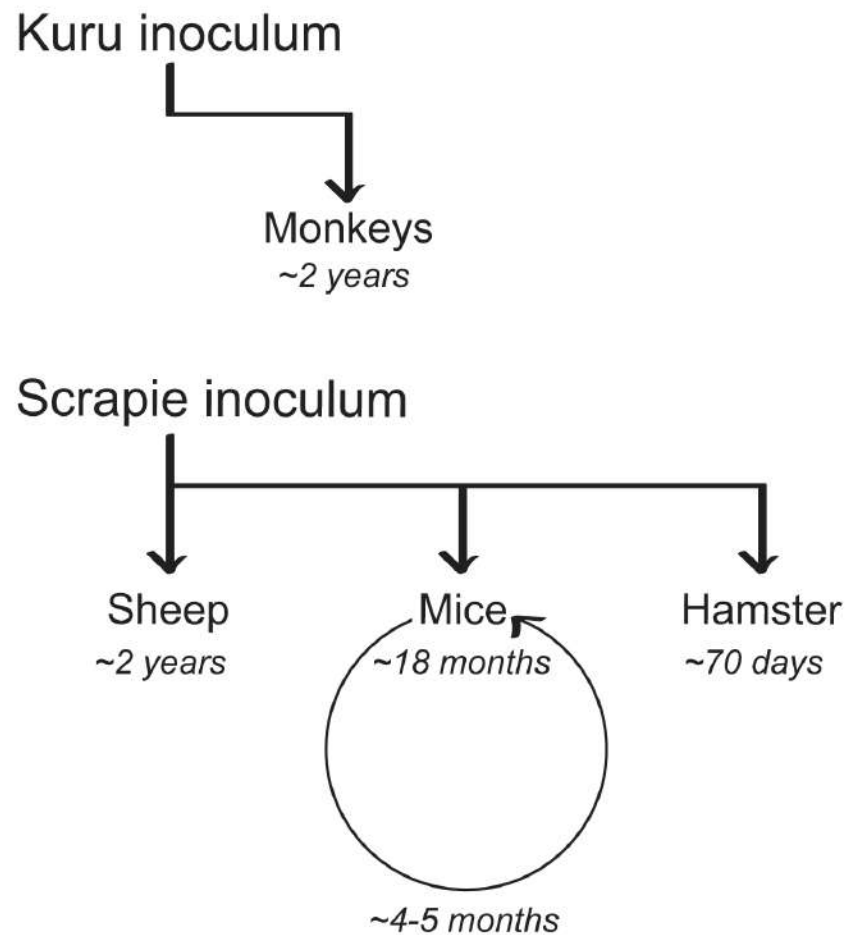 Kuru inoculum
Monkeys
~2 years
Scrapie inoculum
Sheep
~2 years
Mice
~18 months
Hamster
~70 days
~4-5 months